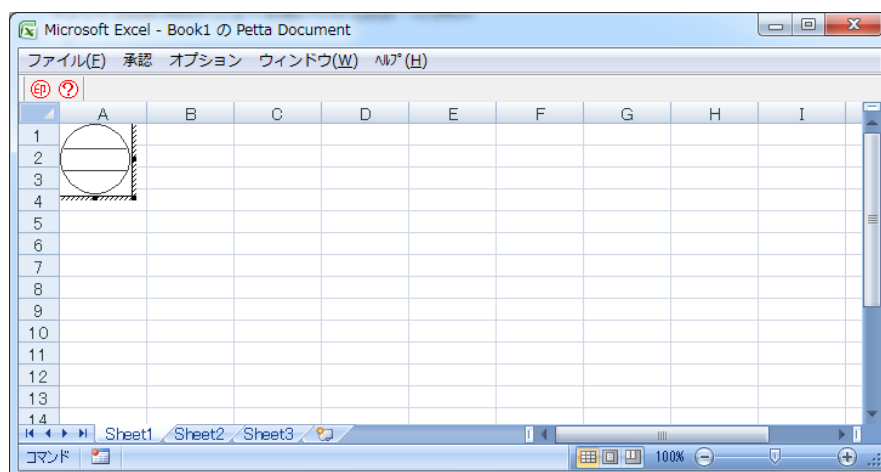 Microsoft Excel - Book1 の Petta Document
ファイル(F) 承認 オプション ウィンドウ(W) ﾍﾙﾌﾟ(H)
印 ?
A B C D E F G H I
1
2
3
4
5
6
7
8
9
10
11
12
13
14
Sheet1 Sheet2 Sheet3
コマンド 100%